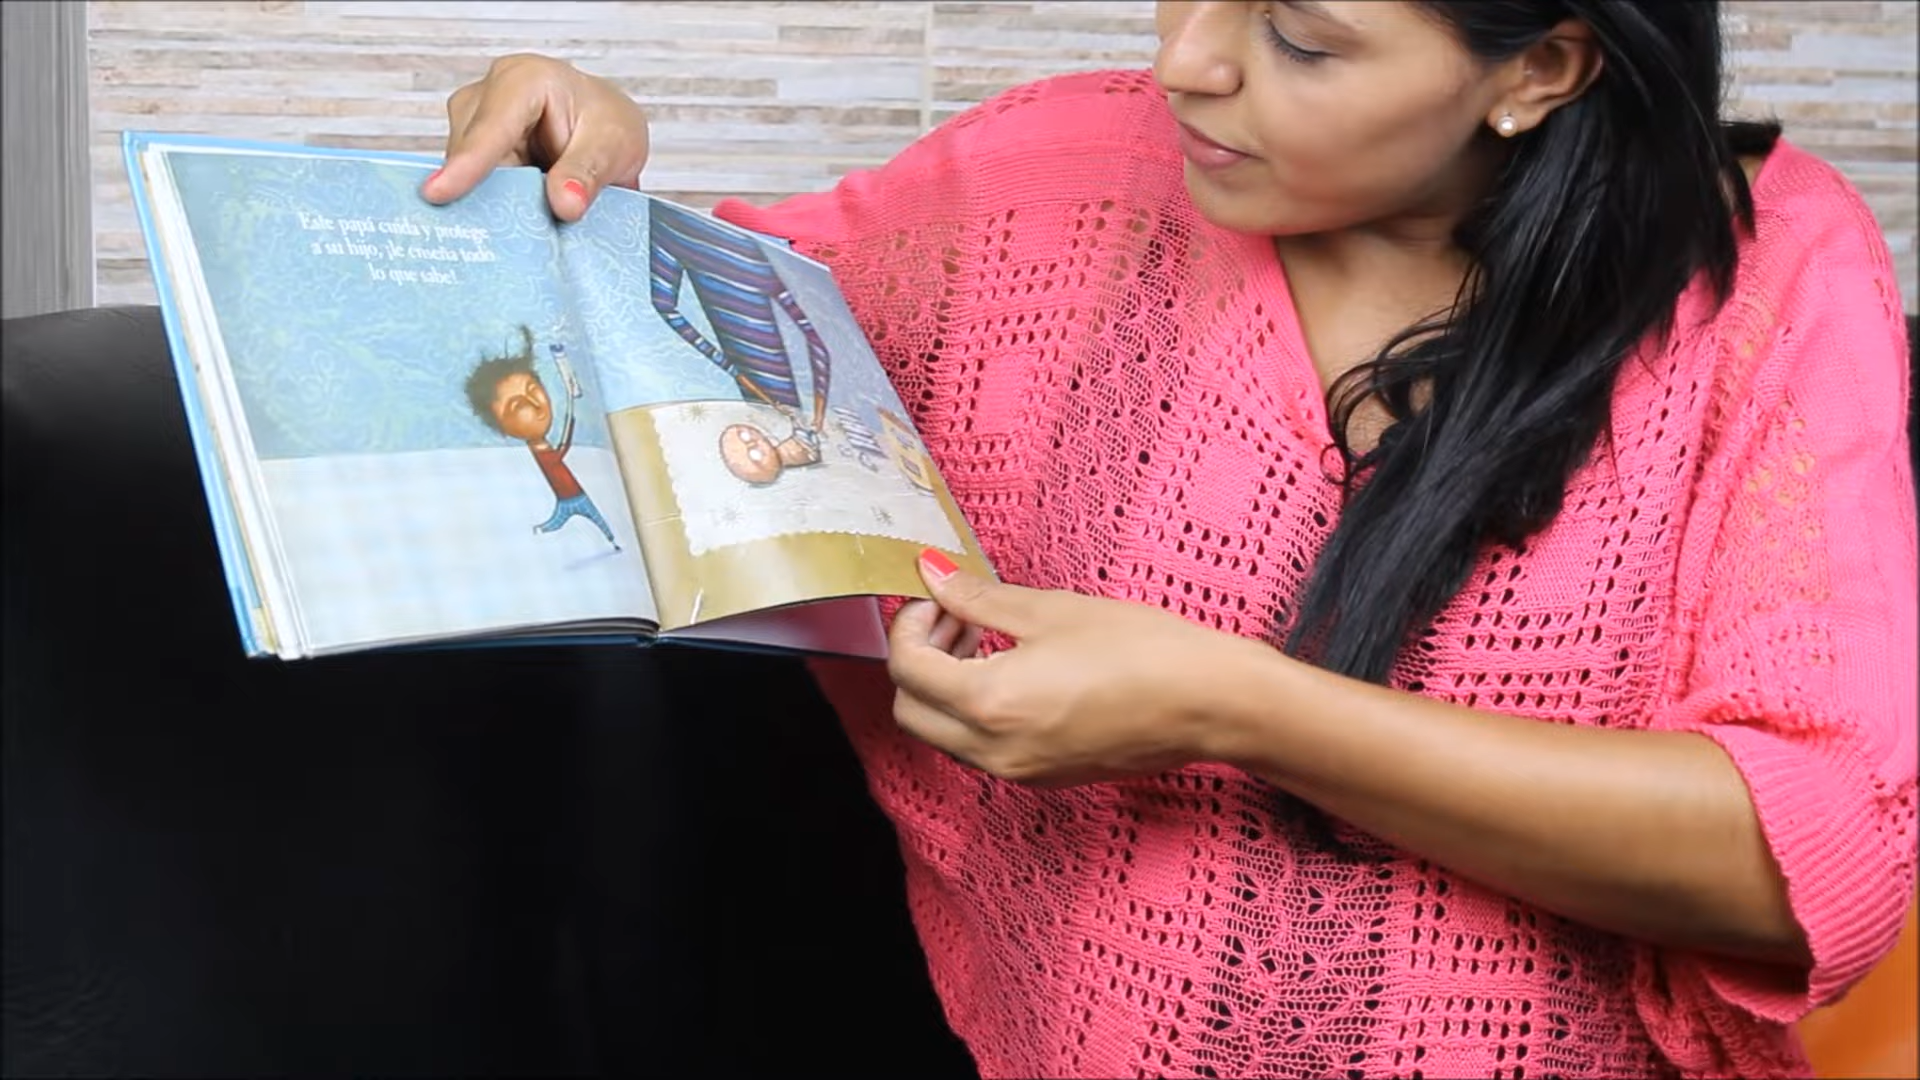 Este papá cuida y protege
a su hijo, ¡le enseña todo
lo que sabe!